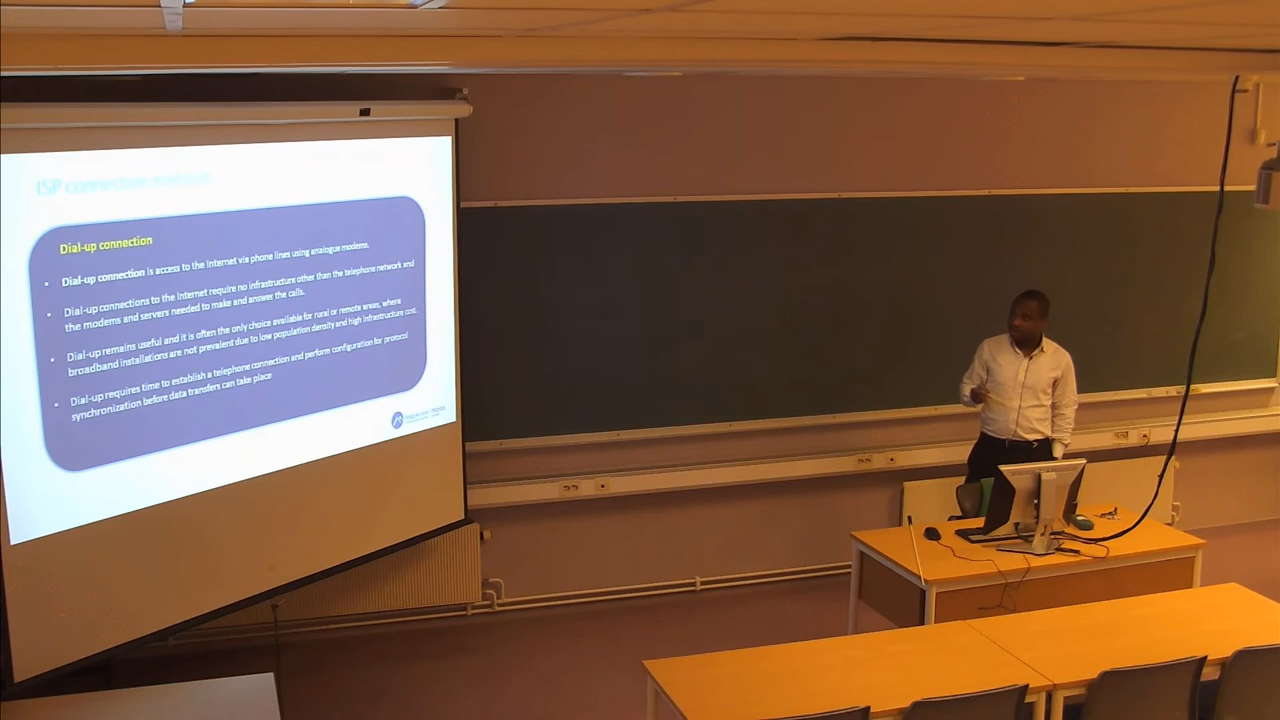 ISP connection methods
Dial-up connection
• Dial-up connection is access to the Internet via phone lines using analogue modems.
• Dial-up connections to the Internet require no infrastructure other than the telephone network and
the modems and servers needed to make and answer the calls.
• Dial-up remains useful and it is often the only choice available for rural or remote areas, where
broadband installations are not prevalent due to low population density and high infrastructure cost.
• Dial-up requires time to establish a telephone connection and perform configuration for protocol
synchronization before data transfers can take place